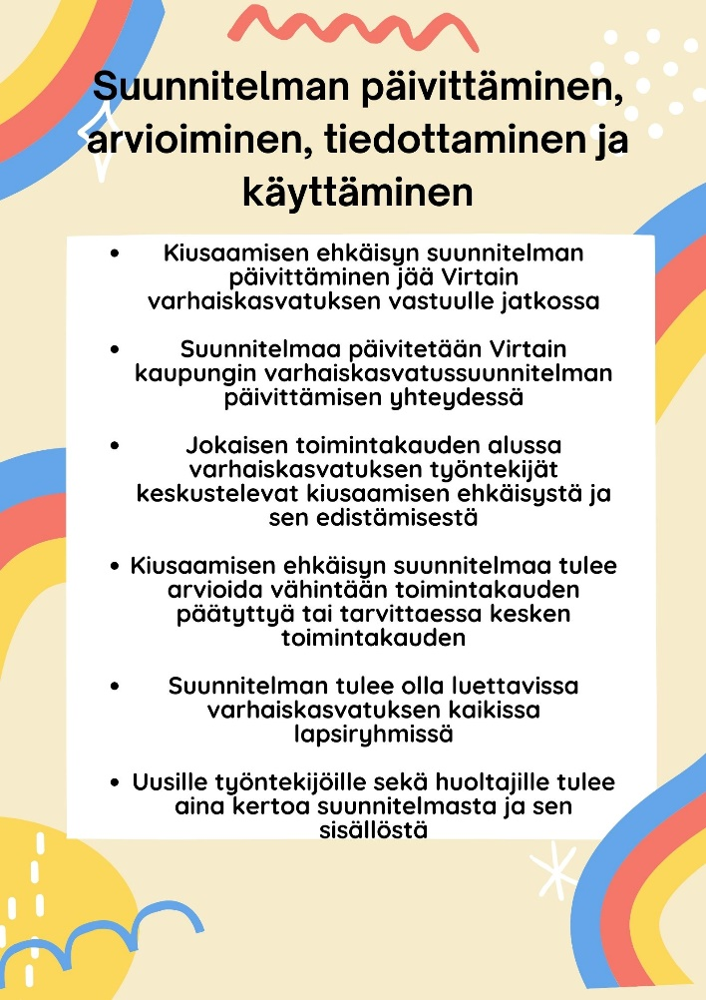 Suunnitelman päivittäminen,
arvioiminen, tiedottaminen ja
käyttäminen
• Kiusaamisen ehkäisyn suunnitelman
päivittäminen jää Virtain
varhaiskasvatuksen vastuulle jatkossa
• Suunnitelmaa päivitetään Virtain
kaupungin varhaiskasvatussuunnitelman
päivittämisen yhteydessä
• Jokaisen toimintakauden alussa
varhaiskasvatuksen työntekijät
keskustelevat kiusaamisen ehkäisystä ja
sen edistämisestä
• Kiusaamisen ehkäisyn suunnitelmaa tulee
arvioida vähintään toimintakauden
päätyttyä tai tarvittaessa kesken
toimintakauden
• Suunnitelman tulee olla luettavissa
varhaiskasvatuksen kaikissa
lapsiryhmissä
• Uusille työntekijöille sekä huoltajille tulee
aina kertoa suunnitelmasta ja sen
sisällöstä